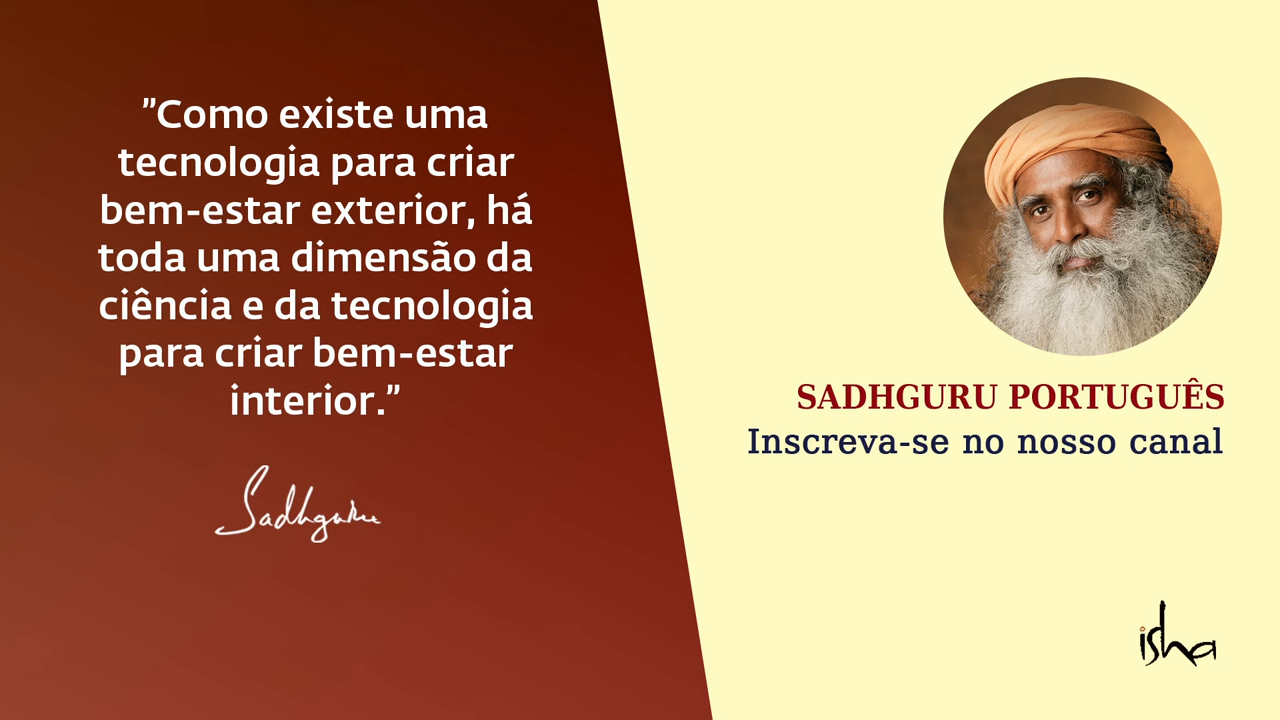 ”Como existe uma
tecnologia para criar
bem-estar exterior, há
toda uma dimensão da
ciência e da tecnologia
para criar bem-estar
interior.”
Sadhguru
SADHGURU PORTUGUÊS
Inscreva-se no nosso canal
isha